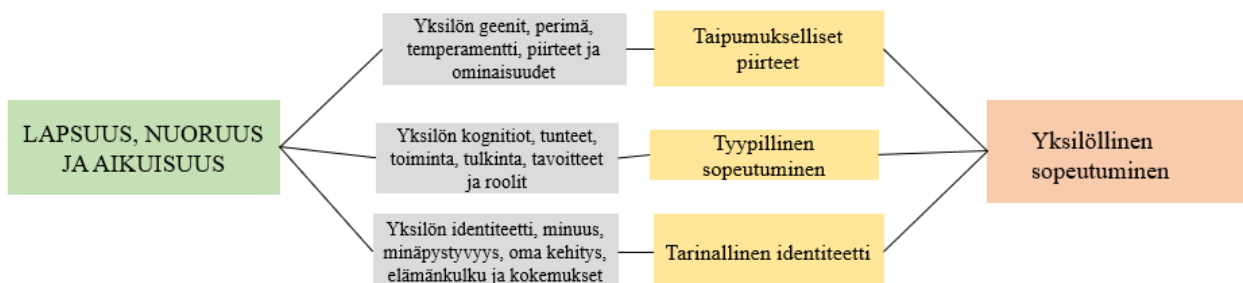 Yksilön geenit, perimä,
temperamentti, piirteet ja
ominaisuudet
Taipumukselliset
piirteet
LAPSUUS, NUORUUS
JA AIKUISUUS
Yksilön kognitiot, tunteet,
toiminta, tulkinta, tavoitteet
ja roolit
Tyypillinen
sopeutuminen
Yksilöllinen
sopeutuminen
Yksilön identiteetti, minuus,
minäpystyvyys, oma kehitys,
elämänkulku ja kokemukset
Tarinallinen identiteetti